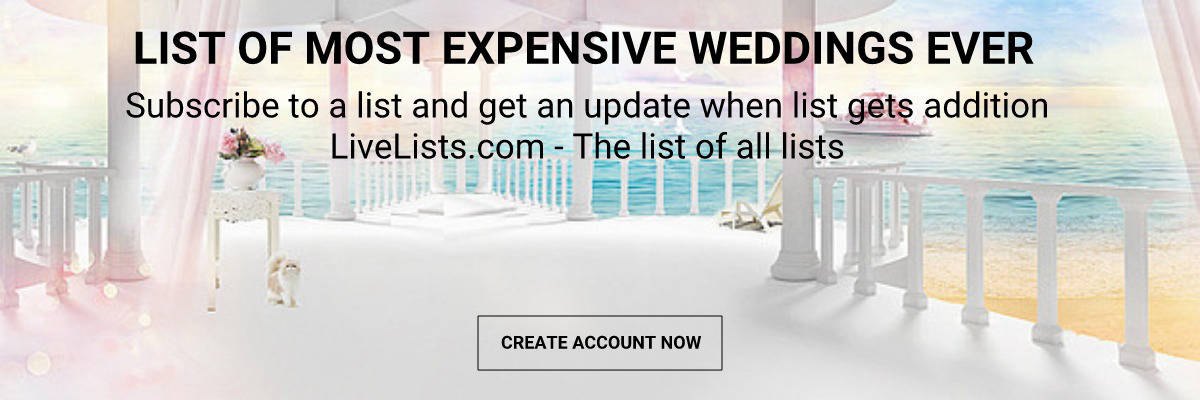 LIST OF MOST EXPENSIVE WEDDINGS EVER
Subscribe to a list and get an update when list gets addition
LiveLists.com - The list of all lists
CREATE ACCOUNT NOW